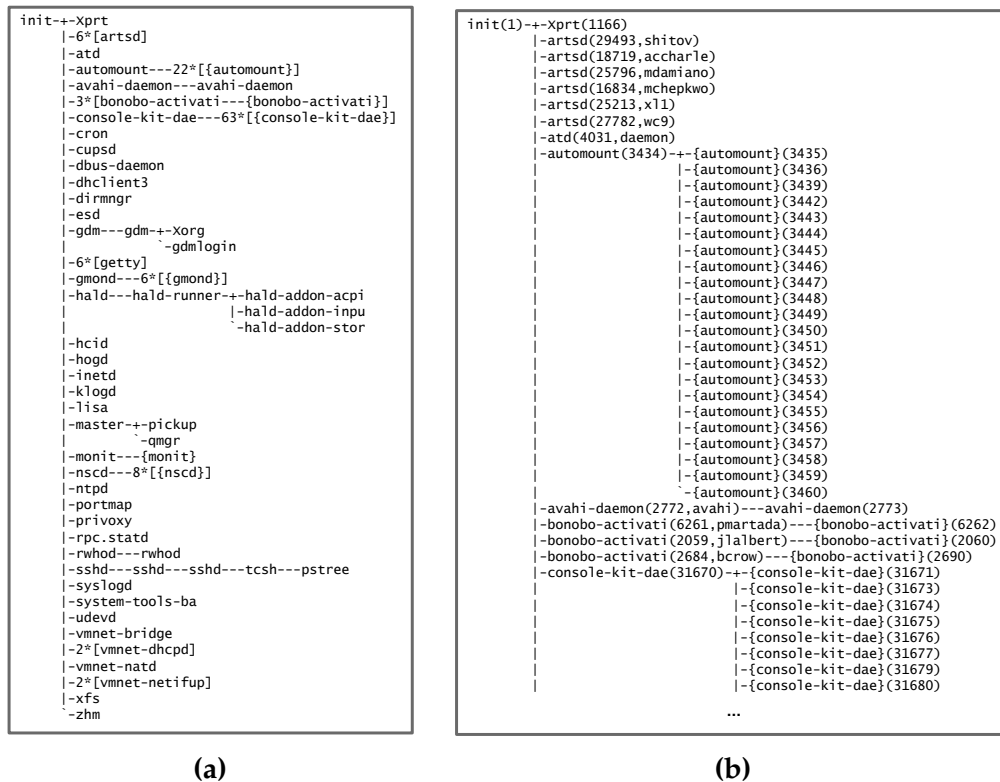 init-+-Xprt
     |-6*[artsd]
     |-atd
     |-automount---22*[{automount}]
     |-avahi-daemon---avahi-daemon
     |-3*[bonobo-activati---{bonobo-activati}]
     |-console-kit-dae---63*[{console-kit-dae}]
     |-cron
     |-cupsd
     |-dbus-daemon
     |-dhclient3
     |-dirmngr
     |-esd
     |-gdm---gdm-+-Xorg
     |           `-gdmlogin
     |-6*[getty]
     |-gmond---6*[{gmond}]
     |-hald---hald-runner-+-hald-addon-acpi
     |                    |-hald-addon-inpu
     |                    `-hald-addon-stor
     |-hcid
     |-hogd
     |-inetd
     |-klogd
     |-lisa
     |-master-+-pickup
     |        `-qmgr
     |-monit---{monit}
     |-nscd---8*[{nscd}]
     |-ntpd
     |-portmap
     |-privoxy
     |-rpc.statd
     |-rwhod---rwhod
     |-sshd---sshd---sshd---tcsh---pstree
     |-syslogd
     |-system-tools-ba
     |-udevd
     |-vmnet-bridge
     |-2*[vmnet-dhcpd]
     |-vmnet-natd
     |-2*[vmnet-netifup]
     |-xfs
     `-zhm
(a)
init(1)-+-Xprt(1166)
        |-artsd(29493,shitov)
        |-artsd(18719,accharle)
        |-artsd(25796,mdamiano)
        |-artsd(16834,mchepkwo)
        |-artsd(25213,xl1)
        |-artsd(27782,wc9)
        |-atd(4031,daemon)
        |-automount(3434)-+-{automount}(3435)
        |                 |-{automount}(3436)
        |                 |-{automount}(3439)
        |                 |-{automount}(3442)
        |                 |-{automount}(3443)
        |                 |-{automount}(3444)
        |                 |-{automount}(3445)
        |                 |-{automount}(3446)
        |                 |-{automount}(3447)
        |                 |-{automount}(3448)
        |                 |-{automount}(3449)
        |                 |-{automount}(3450)
        |                 |-{automount}(3451)
        |                 |-{automount}(3452)
        |                 |-{automount}(3453)
        |                 |-{automount}(3454)
        |                 |-{automount}(3455)
        |                 |-{automount}(3456)
        |                 |-{automount}(3457)
        |                 |-{automount}(3458)
        |                 |-{automount}(3459)
        |                 `-{automount}(3460)
        |-avahi-daemon(2772,avahi)---avahi-daemon(2773)
        |-bonobo-activati(6261,pmartada)---{bonobo-activati}(6262)
        |-bonobo-activati(2059,jlalbert)---{bonobo-activati}(2060)
        |-bonobo-activati(2684,bcrow)---{bonobo-activati}(2690)
        |-console-kit-dae(31670)-+-{console-kit-dae}(31671)
        |                        |-{console-kit-dae}(31673)
        |                        |-{console-kit-dae}(31674)
        |                        |-{console-kit-dae}(31675)
        |                        |-{console-kit-dae}(31676)
        |                        |-{console-kit-dae}(31677)
        |                        |-{console-kit-dae}(31679)
        |                        |-{console-kit-dae}(31680)
...
(b)